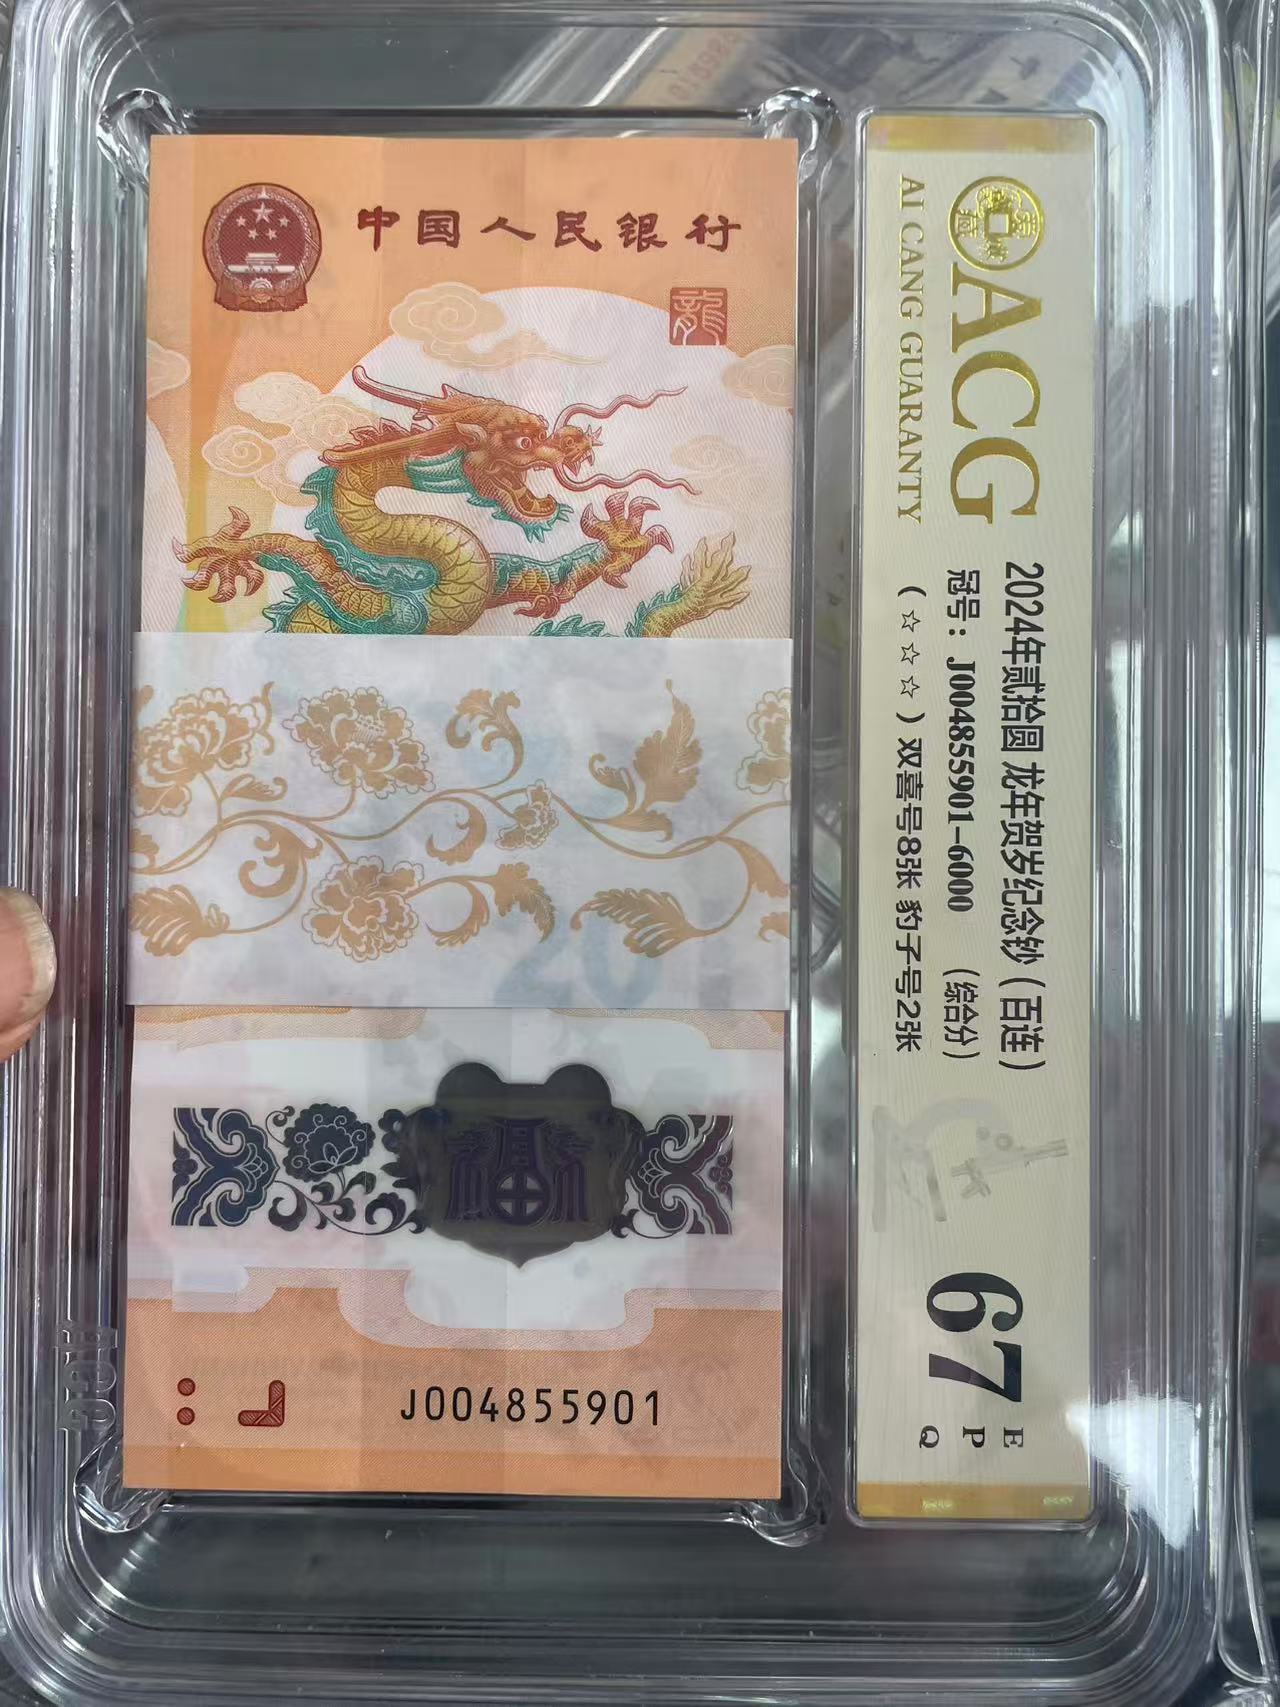 中国人民银行
龍
20
福
J004855901
ACG
AI CANG GUARANTY
2024年贰拾圆 龙年贺岁纪念钞（百连）
冠号：J004855901-6000 （综合分）
（☆☆☆）双喜号8张 豹子号2张
67
E
P
Q